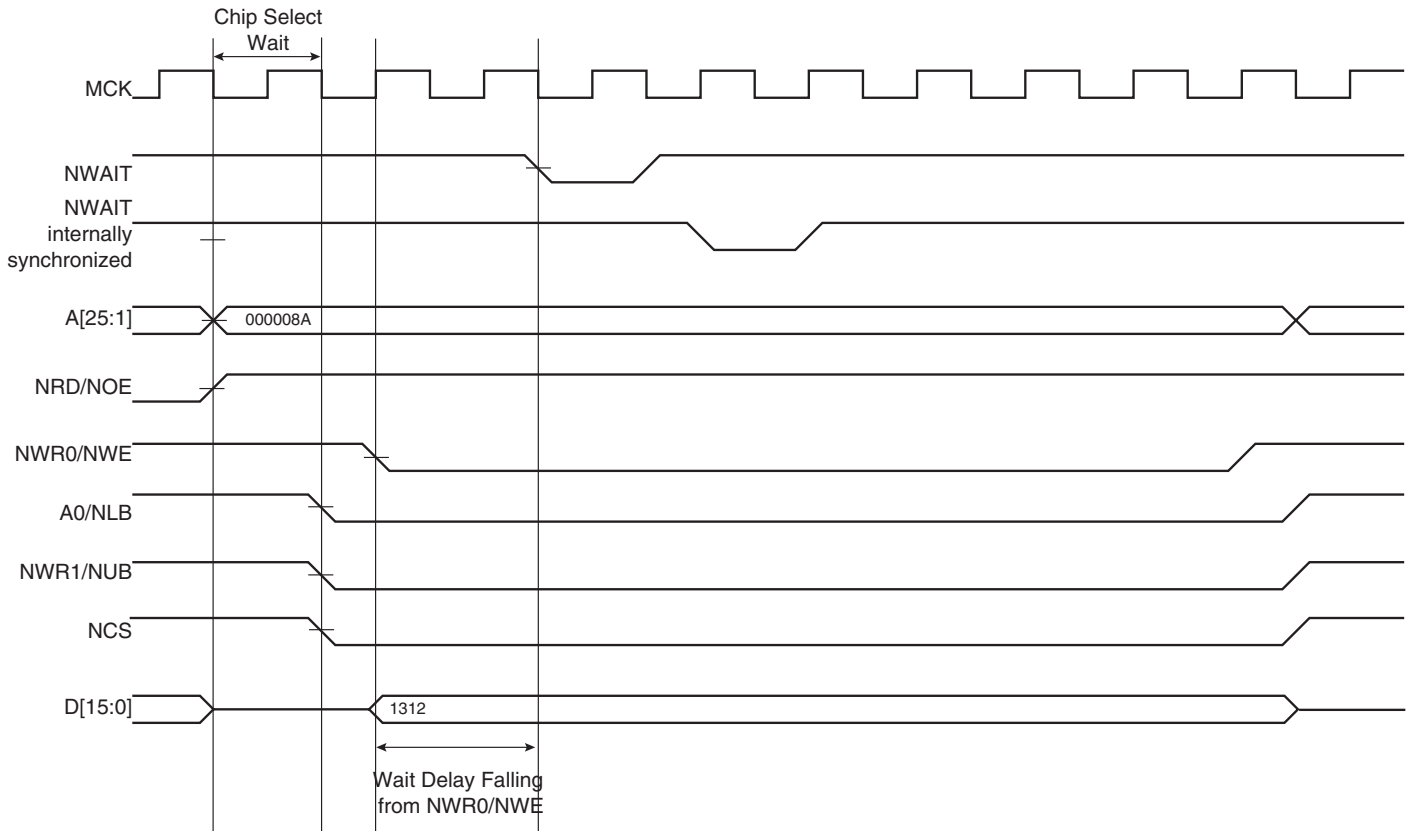 Chip Select
Wait
MCK
NWAIT
NWAIT
internally
synchronized
A[25:1]
000008A
NRD/NOE
NWR0/NWE
A0/NLB
NWR1/NUB
NCS
D[15:0]
1312
Wait Delay Falling
from NWR0/NWE